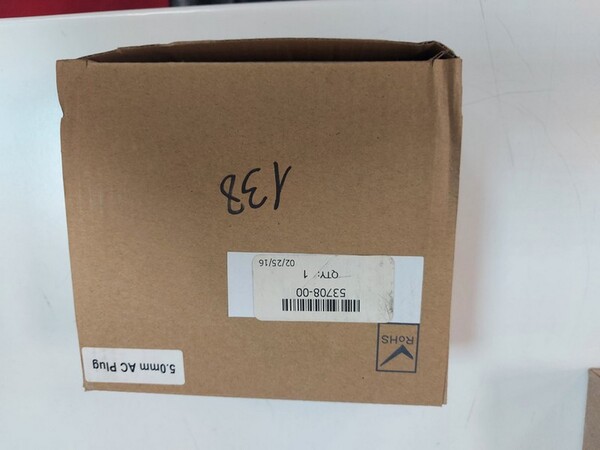 5.0mm AC Plug
RoHS
53708-00
QTY: 1
02/25/16
138